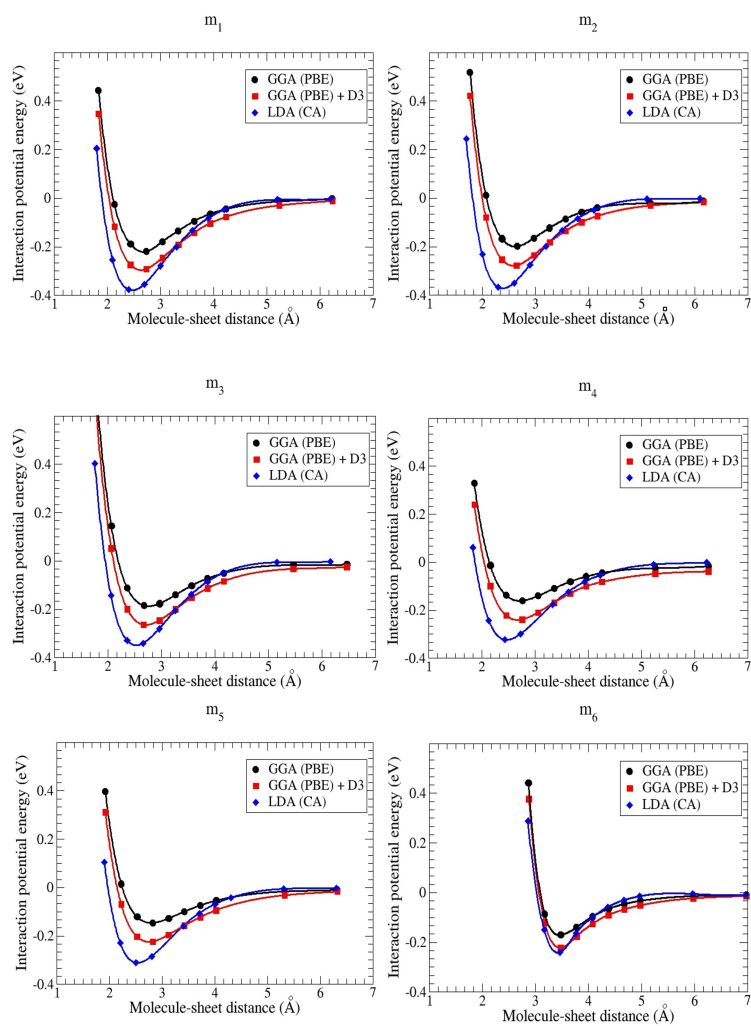 m1
m2
Interaction potential energy (eV)
0.4
0.2
0
-0.2
-0.4
GGA (PBE)
GGA (PBE) + D3
LDA (CA)
1 2 3 4 5 6 7
Molecule-sheet distance (Å)
Interaction potential energy (eV)
0.4
0.2
0
-0.2
-0.4
GGA (PBE)
GGA (PBE) + D3
LDA (CA)
1 2 3 4 5 6 7
Molecule-sheet distance (Å)
m3
m4
Interaction potential energy (eV)
0.4
0.2
0
-0.2
-0.4
GGA (PBE)
GGA (PBE) + D3
LDA (CA)
1 2 3 4 5 6 7
Molecule-sheet distance (Å)
Interaction potential energy (eV)
0.4
0.2
0
-0.2
-0.4
GGA (PBE)
GGA (PBE) + D3
LDA (CA)
1 2 3 4 5 6 7
Molecule-sheet distance (Å)
m5
m6
Interaction potential energy (eV)
0.4
0.2
0
-0.2
-0.4
GGA (PBE)
GGA (PBE) + D3
LDA (CA)
1 2 3 4 5 6 7
Molecule-sheet distance (Å)
Interaction potential energy (eV)
0.4
0.2
0
-0.2
-0.4
GGA (PBE)
GGA (PBE) + D3
LDA (CA)
1 2 3 4 5 6 7
Molecule-sheet distance (Å)